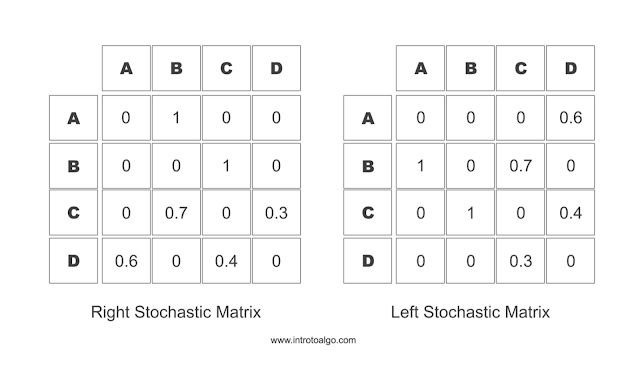 A B C D
A 0 1 0 0
B 0 0 1 0
C 0 0.7 0 0.3
D 0.6 0 0.4 0
Right Stochastic Matrix
A B C D
A 0 0 0 0.6
B 1 0 0.7 0
C 0 1 0 0.4
D 0 0 0.3 0
Left Stochastic Matrix
www.introtoalgo.com